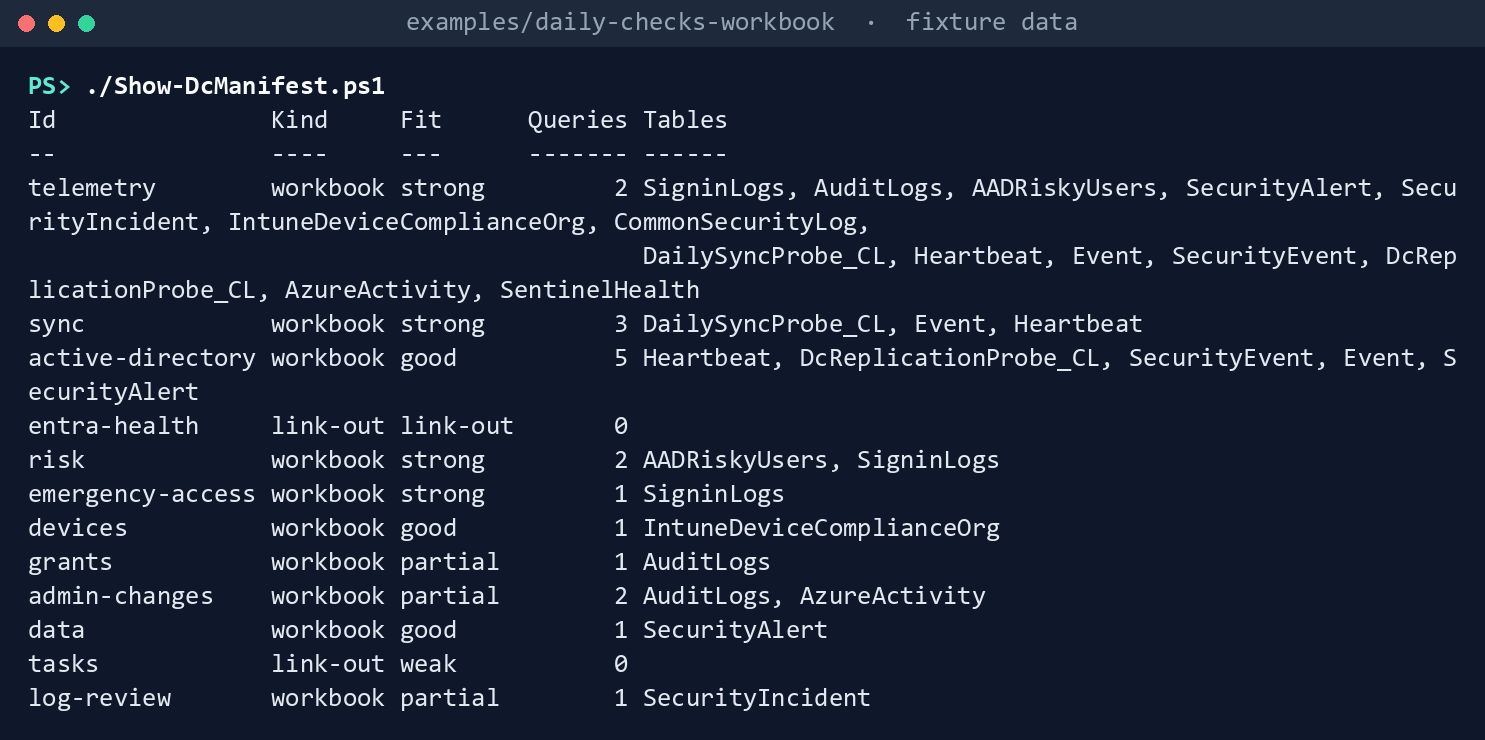 examples/daily-checks-workbook · fixture data
PS> ./Show-DcManifest.ps1
Id                 Kind     Fit      Queries Tables
--                 ----     ---      ------- ------
telemetry          workbook strong         2 SigninLogs, AuditLogs, AADRiskyUsers, SecurityAlert, Secu
rityIncident, IntuneDeviceComplianceOrg, CommonSecurityLog,
                                           DailySyncProbe_CL, Heartbeat, Event, SecurityEvent, DcRep
licationProbe_CL, AzureActivity, SentinelHealth
sync               workbook strong         3 DailySyncProbe_CL, Event, Heartbeat
active-directory workbook good           5 Heartbeat, DcReplicationProbe_CL, SecurityEvent, Event, S
ecurityAlert
entra-health     link-out link-out       0
risk             workbook strong         2 AADRiskyUsers, SigninLogs
emergency-access workbook strong         1 SigninLogs
devices          workbook good           1 IntuneDeviceComplianceOrg
grants           workbook partial        1 AuditLogs
admin-changes    workbook partial        2 AuditLogs, AzureActivity
data             workbook good           1 SecurityAlert
tasks            link-out weak           0
log-review       workbook partial        1 SecurityIncident